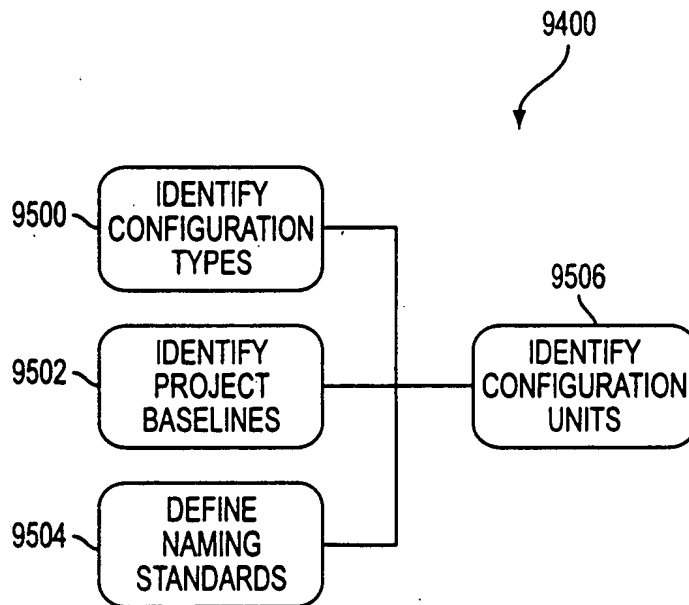 9400
9500
IDENTIFY
CONFIGURATION
TYPES
9506
9502
IDENTIFY
PROJECT
BASELINES
IDENTIFY
CONFIGURATION
UNITS
9504
DEFINE
NAMING
STANDARDS